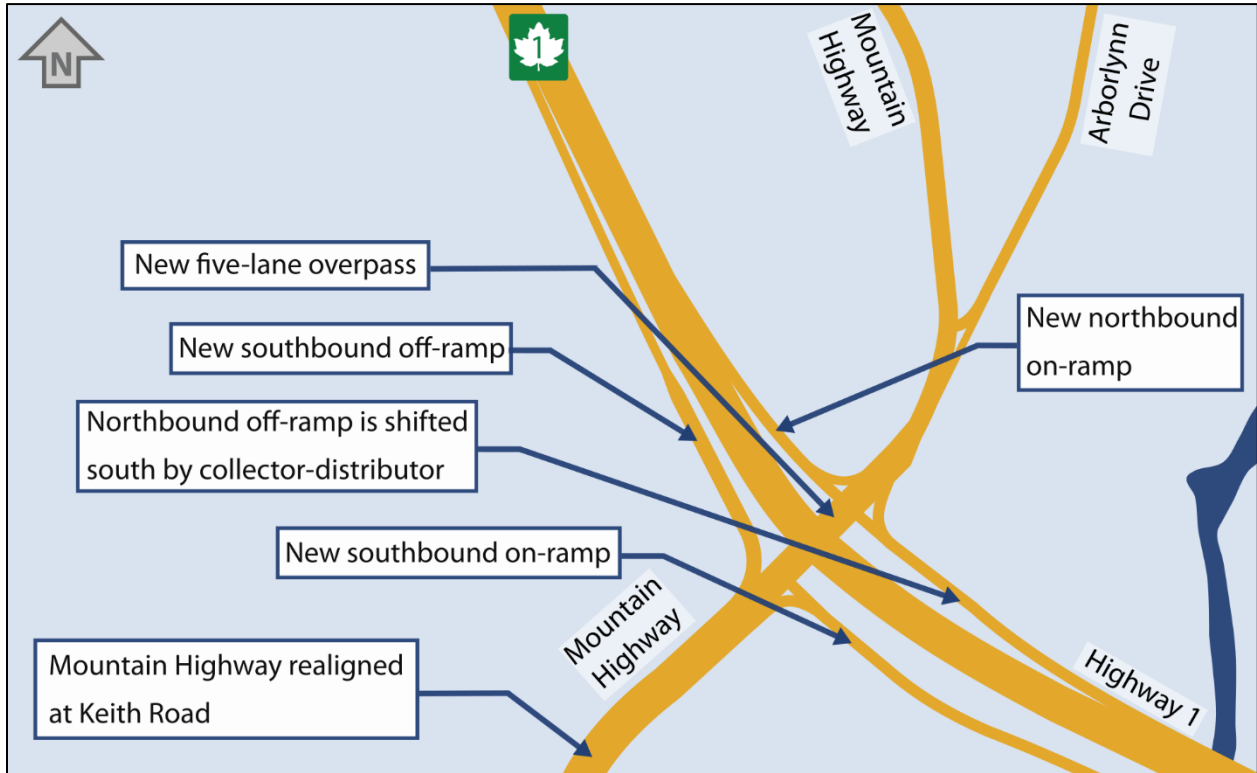 N
1
Mountain
Highway
Arborlynn
Drive
New five-lane overpass
New northbound
on-ramp
New southbound off-ramp
Northbound off-ramp is shifted
south by collector-distributor
New southbound on-ramp
Mountain
Highway
Mountain Highway realigned
at Keith Road
Highway 1